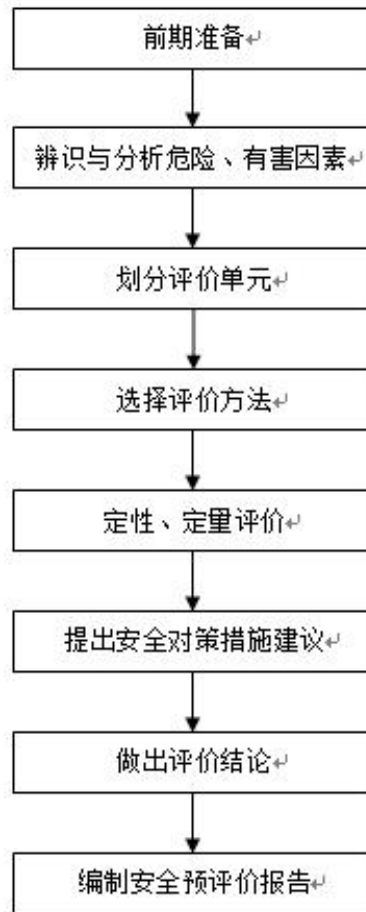 前期准备
辨识与分析危险、有害因素
划分评价单元
选择评价方法
定性、定量评价
提出安全对策措施建议
做出评价结论
编制安全预评价报告